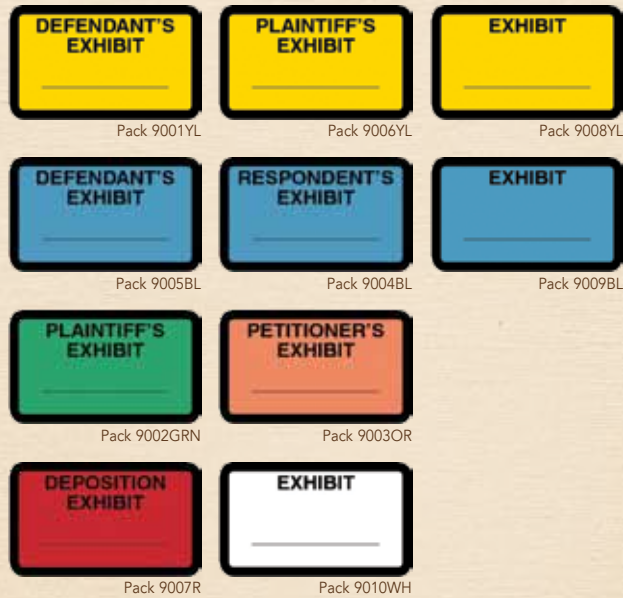 DEFENDANT'S
EXHIBIT
Pack 9001YL
PLAINTIFF'S
EXHIBIT
Pack 9006YL
EXHIBIT
Pack 9008YL
DEFENDANT'S
EXHIBIT
Pack 9005BL
RESPONDENT'S
EXHIBIT
Pack 9004BL
EXHIBIT
Pack 9009BL
PLAINTIFF'S
EXHIBIT
Pack 9002GRN
PETITIONER'S
EXHIBIT
Pack 9003OR
DEPOSITION
EXHIBIT
Pack 9007R
EXHIBIT
Pack 9010WH